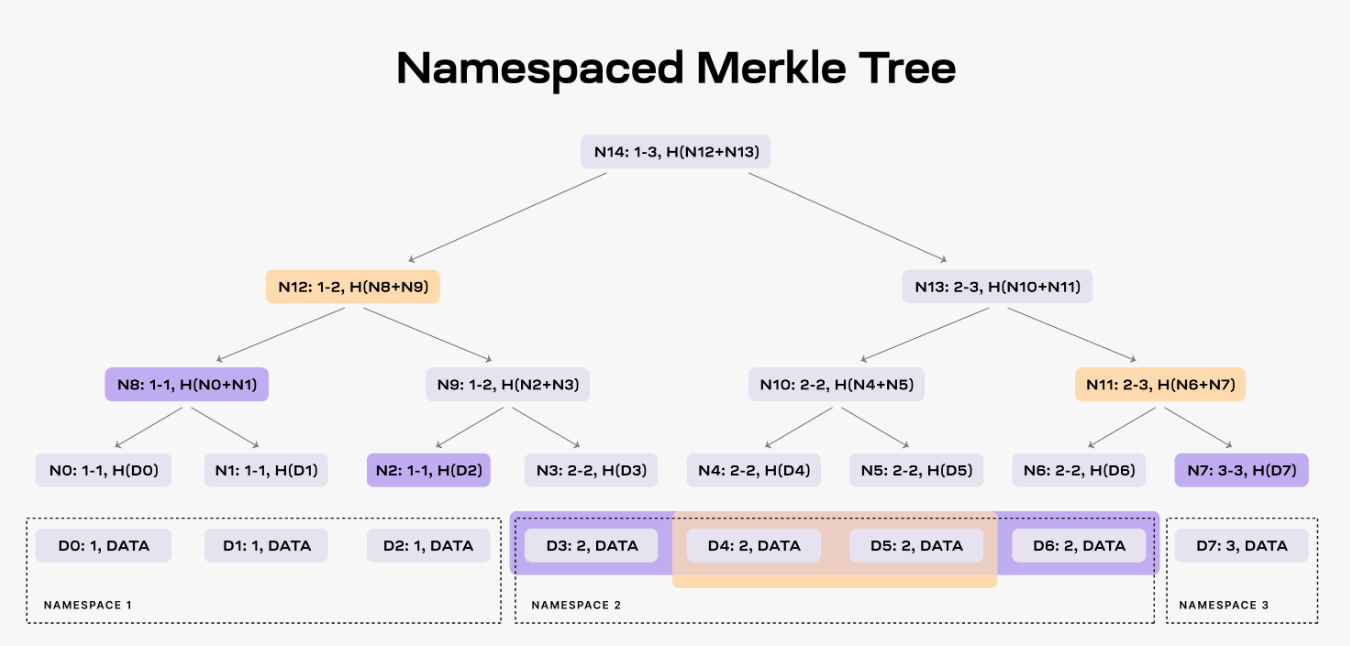 Namespaced Merkle Tree
N14: 1-3, H(N12+N13)
N12: 1-2, H(N8+N9)
N13: 2-3, H(N10+N11)
N8: 1-1, H(N0+N1)
N9: 1-2, H(N2+N3)
N10: 2-2, H(N4+N5)
N11: 2-3, H(N6+N7)
N0: 1-1, H(D0)
N1: 1-1, H(D1)
N2: 1-1, H(D2)
N3: 2-2, H(D3)
N4: 2-2, H(D4)
N5: 2-2, H(D5)
N6: 2-2, H(D6)
N7: 3-3, H(D7)
D0: 1, DATA
D1: 1, DATA
D2: 1, DATA
D3: 2, DATA
D4: 2, DATA
D5: 2, DATA
D6: 2, DATA
D7: 3, DATA
NAMESPACE 1
NAMESPACE 2
NAMESPACE 3